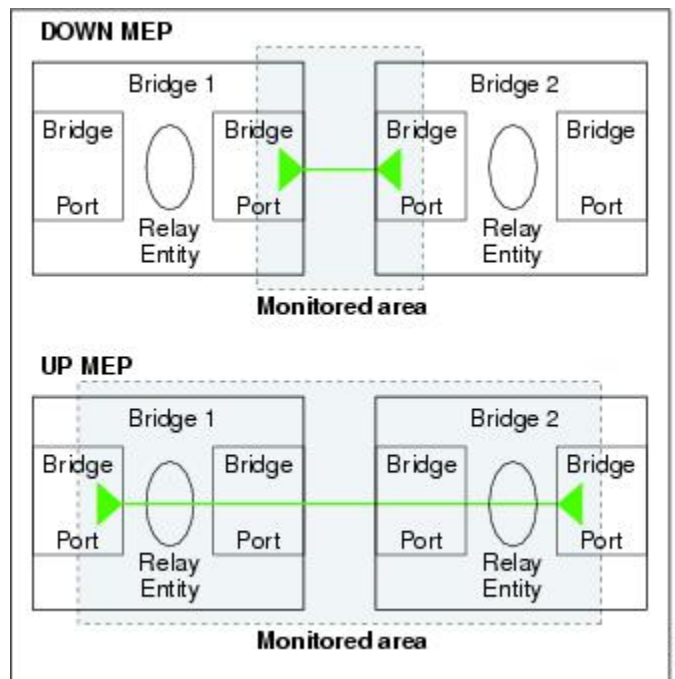 DOWN MEP
Bridge 1
Bridge 2
Bridge
Bridge
Bridge
Bridge
Port
Port
Port
Port
Relay
Entity
Relay
Entity
Monitored area
UP MEP
Bridge 1
Bridge 2
Bridge
Bridge
Bridge
Bridge
Port
Port
Port
Port
Relay
Entity
Relay
Entity
Monitored area